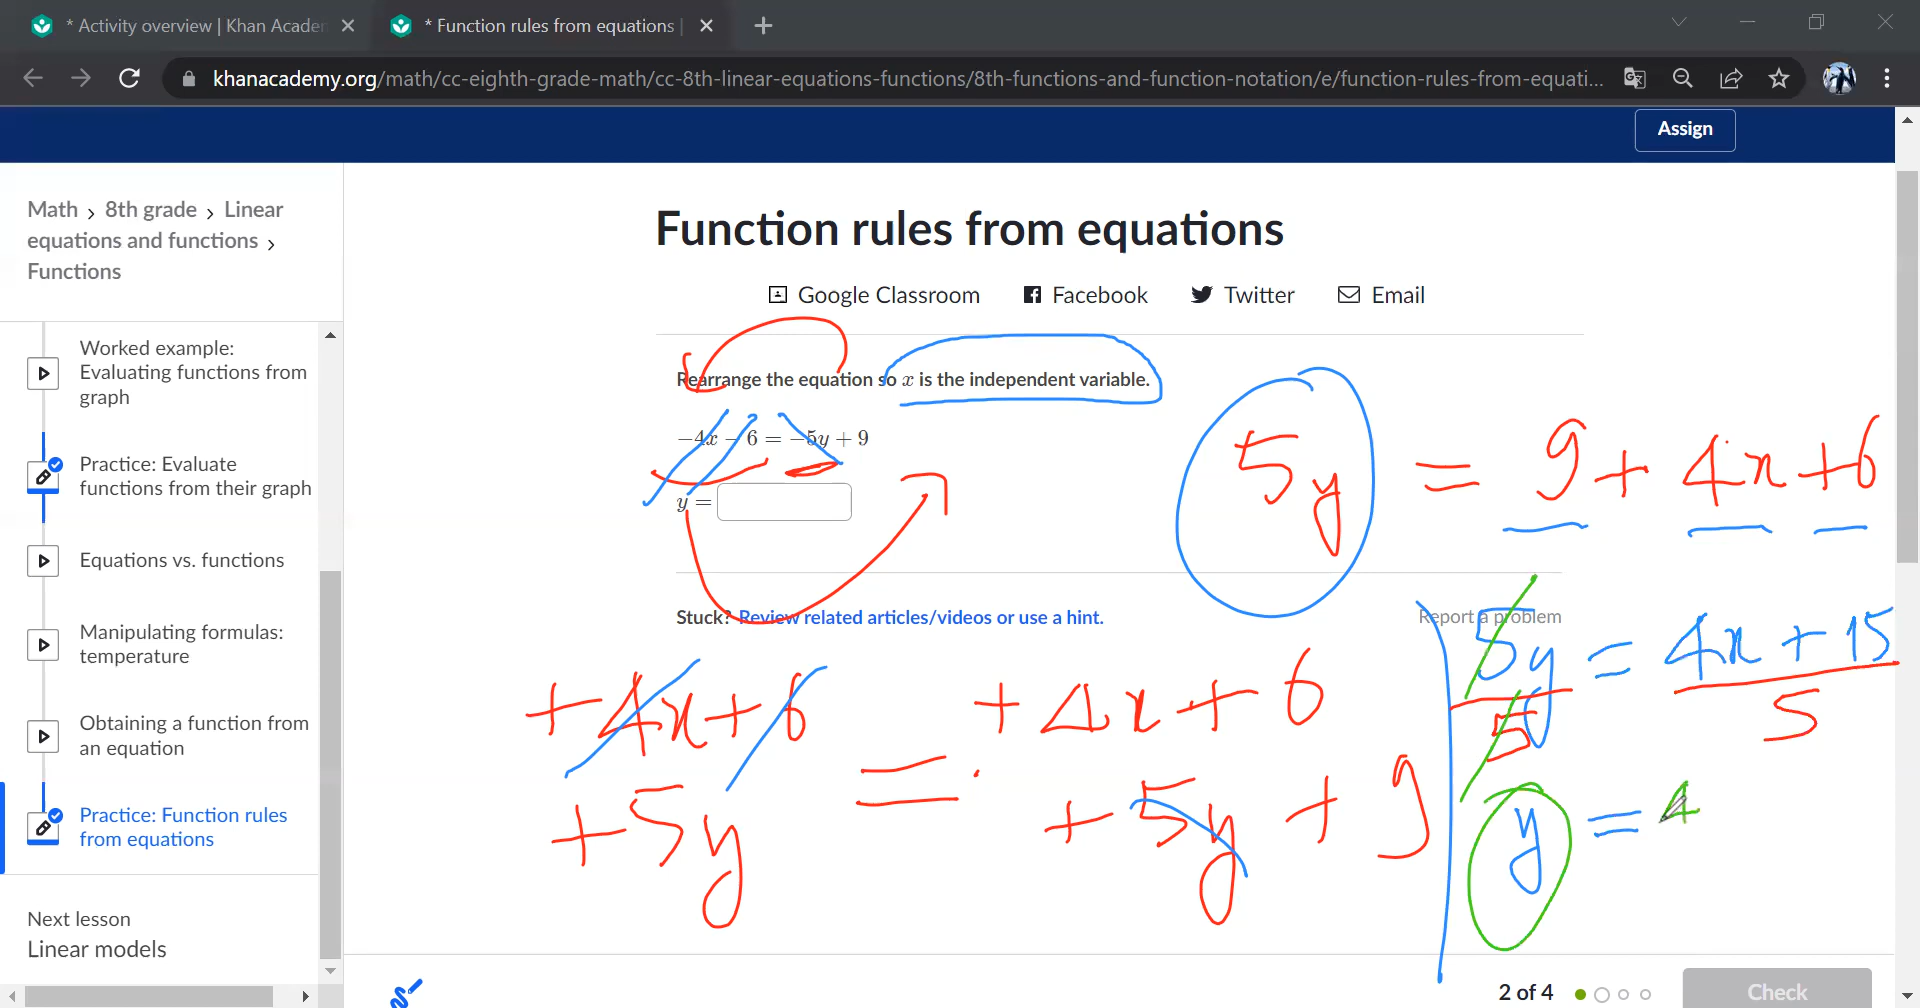 * Activity overview | Khan Academ
* Function rules from equations |
khanacademy.org/math/cc-eighth-grade-math/cc-8th-linear-equations-functions/8th-functions-and-function-notation/e/function-rules-from-equati...
Assign
Math > 8th grade > Linear
equations and functions >
Functions
Worked example:
Evaluating functions from
graph
Practice: Evaluate
functions from their graph
Equations vs. functions
Manipulating formulas:
temperature
Obtaining a function from
an equation
Practice: Function rules
from equations
Next lesson
Linear models
Function rules from equations
Google Classroom Facebook Twitter Email
Rearrange the equation so x is the independent variable.
−4x − 6 = −5y + 9
y =
Stuck? Review related articles/videos or use a hint.
Report a problem
5y = 9 + 4x + 6
+ 4x + 6 + 4x + 6
+ 5y = + 5y + 9
5y = 4x + 15
5 5
y = 4
2 of 4
Check